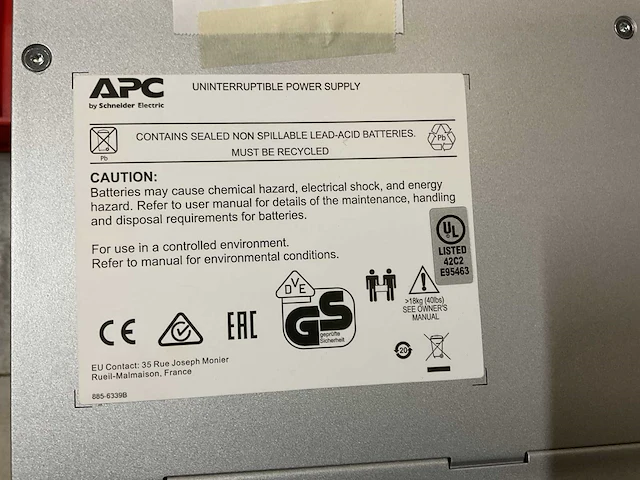 APC
by Schneider Electric
UNINTERRUPTIBLE POWER SUPPLY
Pb
CONTAINS SEALED NON SPILLABLE LEAD-ACID BATTERIES.
MUST BE RECYCLED
Pb
CAUTION:
Batteries may cause chemical hazard, electrical shock, and energy
hazard. Refer to user manual for details of the maintenance, handling
and disposal requirements for batteries.
For use in a controlled environment.
Refer to manual for environmental conditions.
UL
LISTED
42C2
E95463
CE
EAC
DVE
GS
geprüfte
Sicherheit
>18kg (40lbs)
SEE OWNER'S
MANUAL
20
EU Contact: 35 Rue Joseph Monier
Rueil-Malmaison, France
885-6339B